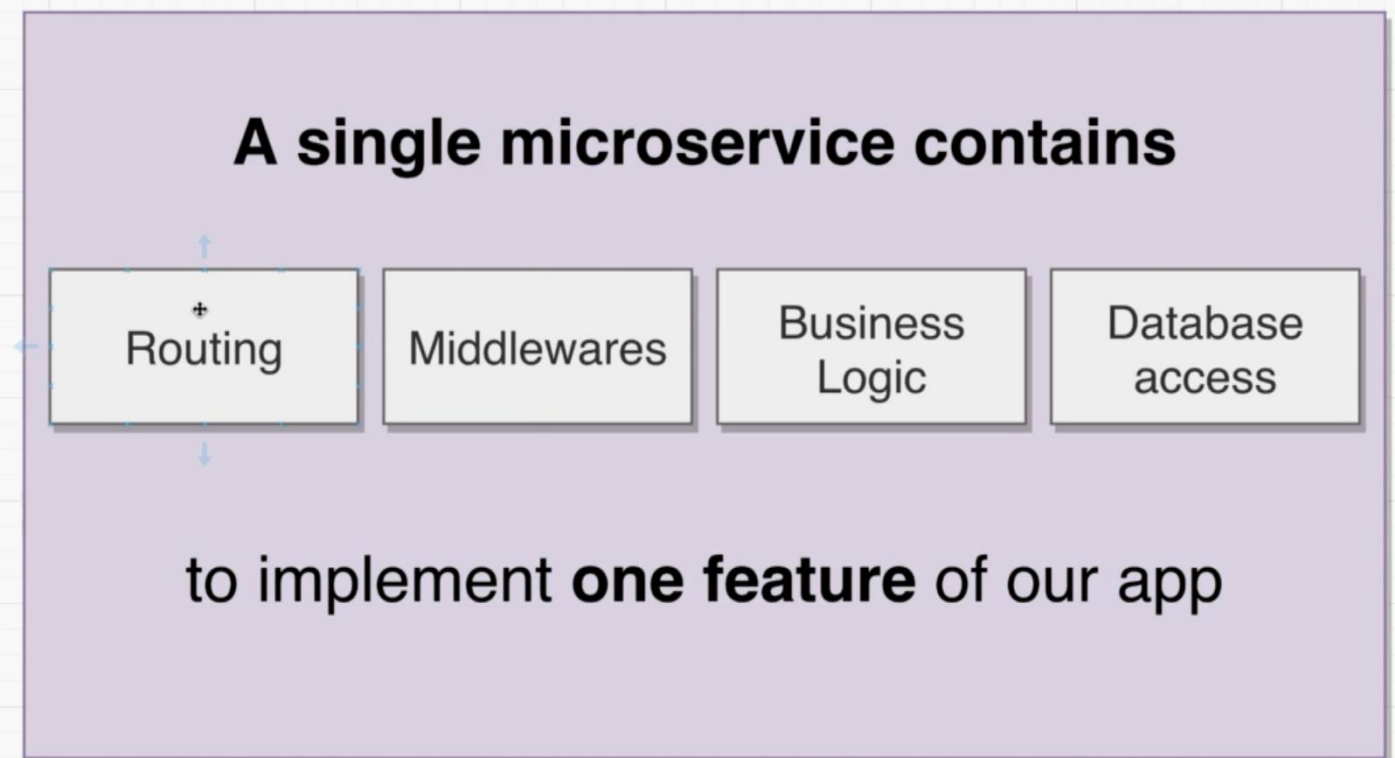 A single microservice contains
Routing
Middlewares
Business
Logic
Database
access
to implement one feature of our app